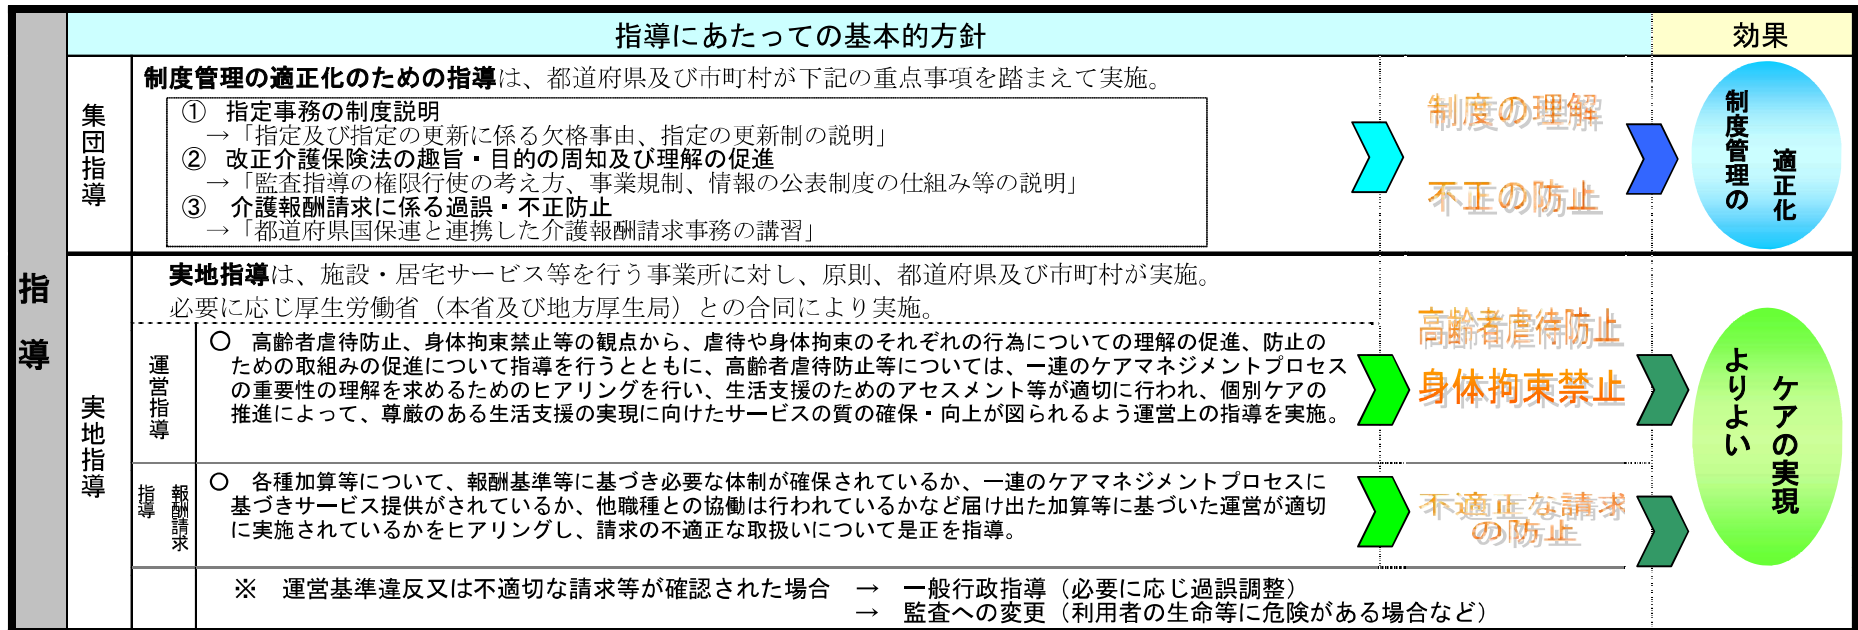 指導にあたっての基本的方針
効果
指導
集団指導
制度管理の適正化のための指導は、都道府県及び市町村が下記の重点事項を踏まえて実施。
① 指定事務の制度説明
→「指定及び指定の更新に係る欠格事由、指定の更新制の説明」
② 改正介護保険法の趣旨・目的の周知及び理解の促進
→「監査指導の権限行使の考え方、事業規制、情報の公表制度の仕組み等の説明」
③ 介護報酬請求に係る過誤・不正防止
→「都道府県国保連と連携した介護報酬請求事務の講習」
制度の理解
不正の防止
制度管理の
適正化
実地指導
実地指導は、施設・居宅サービス等を行う事業所に対し、原則、都道府県及び市町村が実施。
必要に応じ厚生労働省（本省及び地方厚生局）との合同により実施。
運営指導
○ 高齢者虐待防止、身体拘束禁止等の観点から、虐待や身体拘束のそれぞれの行為についての理解の促進、防止の
ための取組みの促進について指導を行うとともに、高齢者虐待防止等については、一連のケアマネジメントプロセス
の重要性の理解を求めるためのヒアリングを行い、生活支援のためのアセスメント等が適切に行われ、個別ケアの
推進によって、尊厳のある生活支援の実現に向けたサービスの質の確保・向上が図られるよう運営上の指導を実施。
高齢者虐待防止
身体拘束禁止
報酬請求
指導
○ 各種加算等について、報酬基準等に基づき必要な体制が確保されているか、一連のケアマネジメントプロセスに
基づきサービス提供がされているか、他職種との協働は行われているかなど届け出た加算等に基づいた運営が適切
に実施されているかをヒアリングし、請求の不適正な取扱いについて是正を指導。
不適正な請求
の防止
よりよい
ケアの実現
※ 運営基準違反又は不適切な請求等が確認された場合 → 一般行政指導（必要に応じ過誤調整）
→ 監査への変更（利用者の生命等に危険がある場合など）